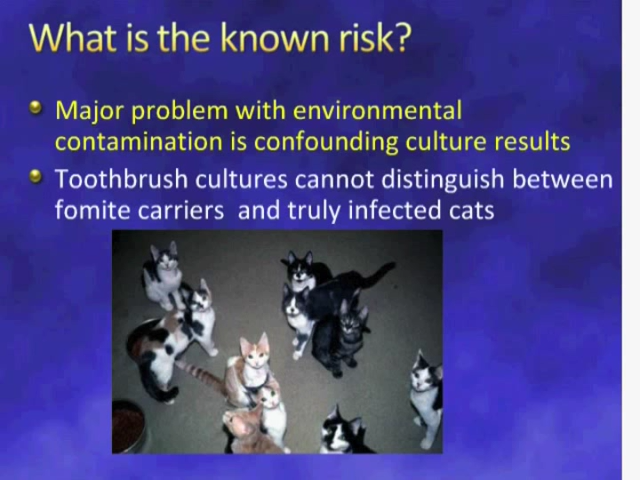 What is the known risk?
Major problem with environmental
contamination is confounding culture results
Toothbrush cultures cannot distinguish between
fomite carriers and truly infected cats